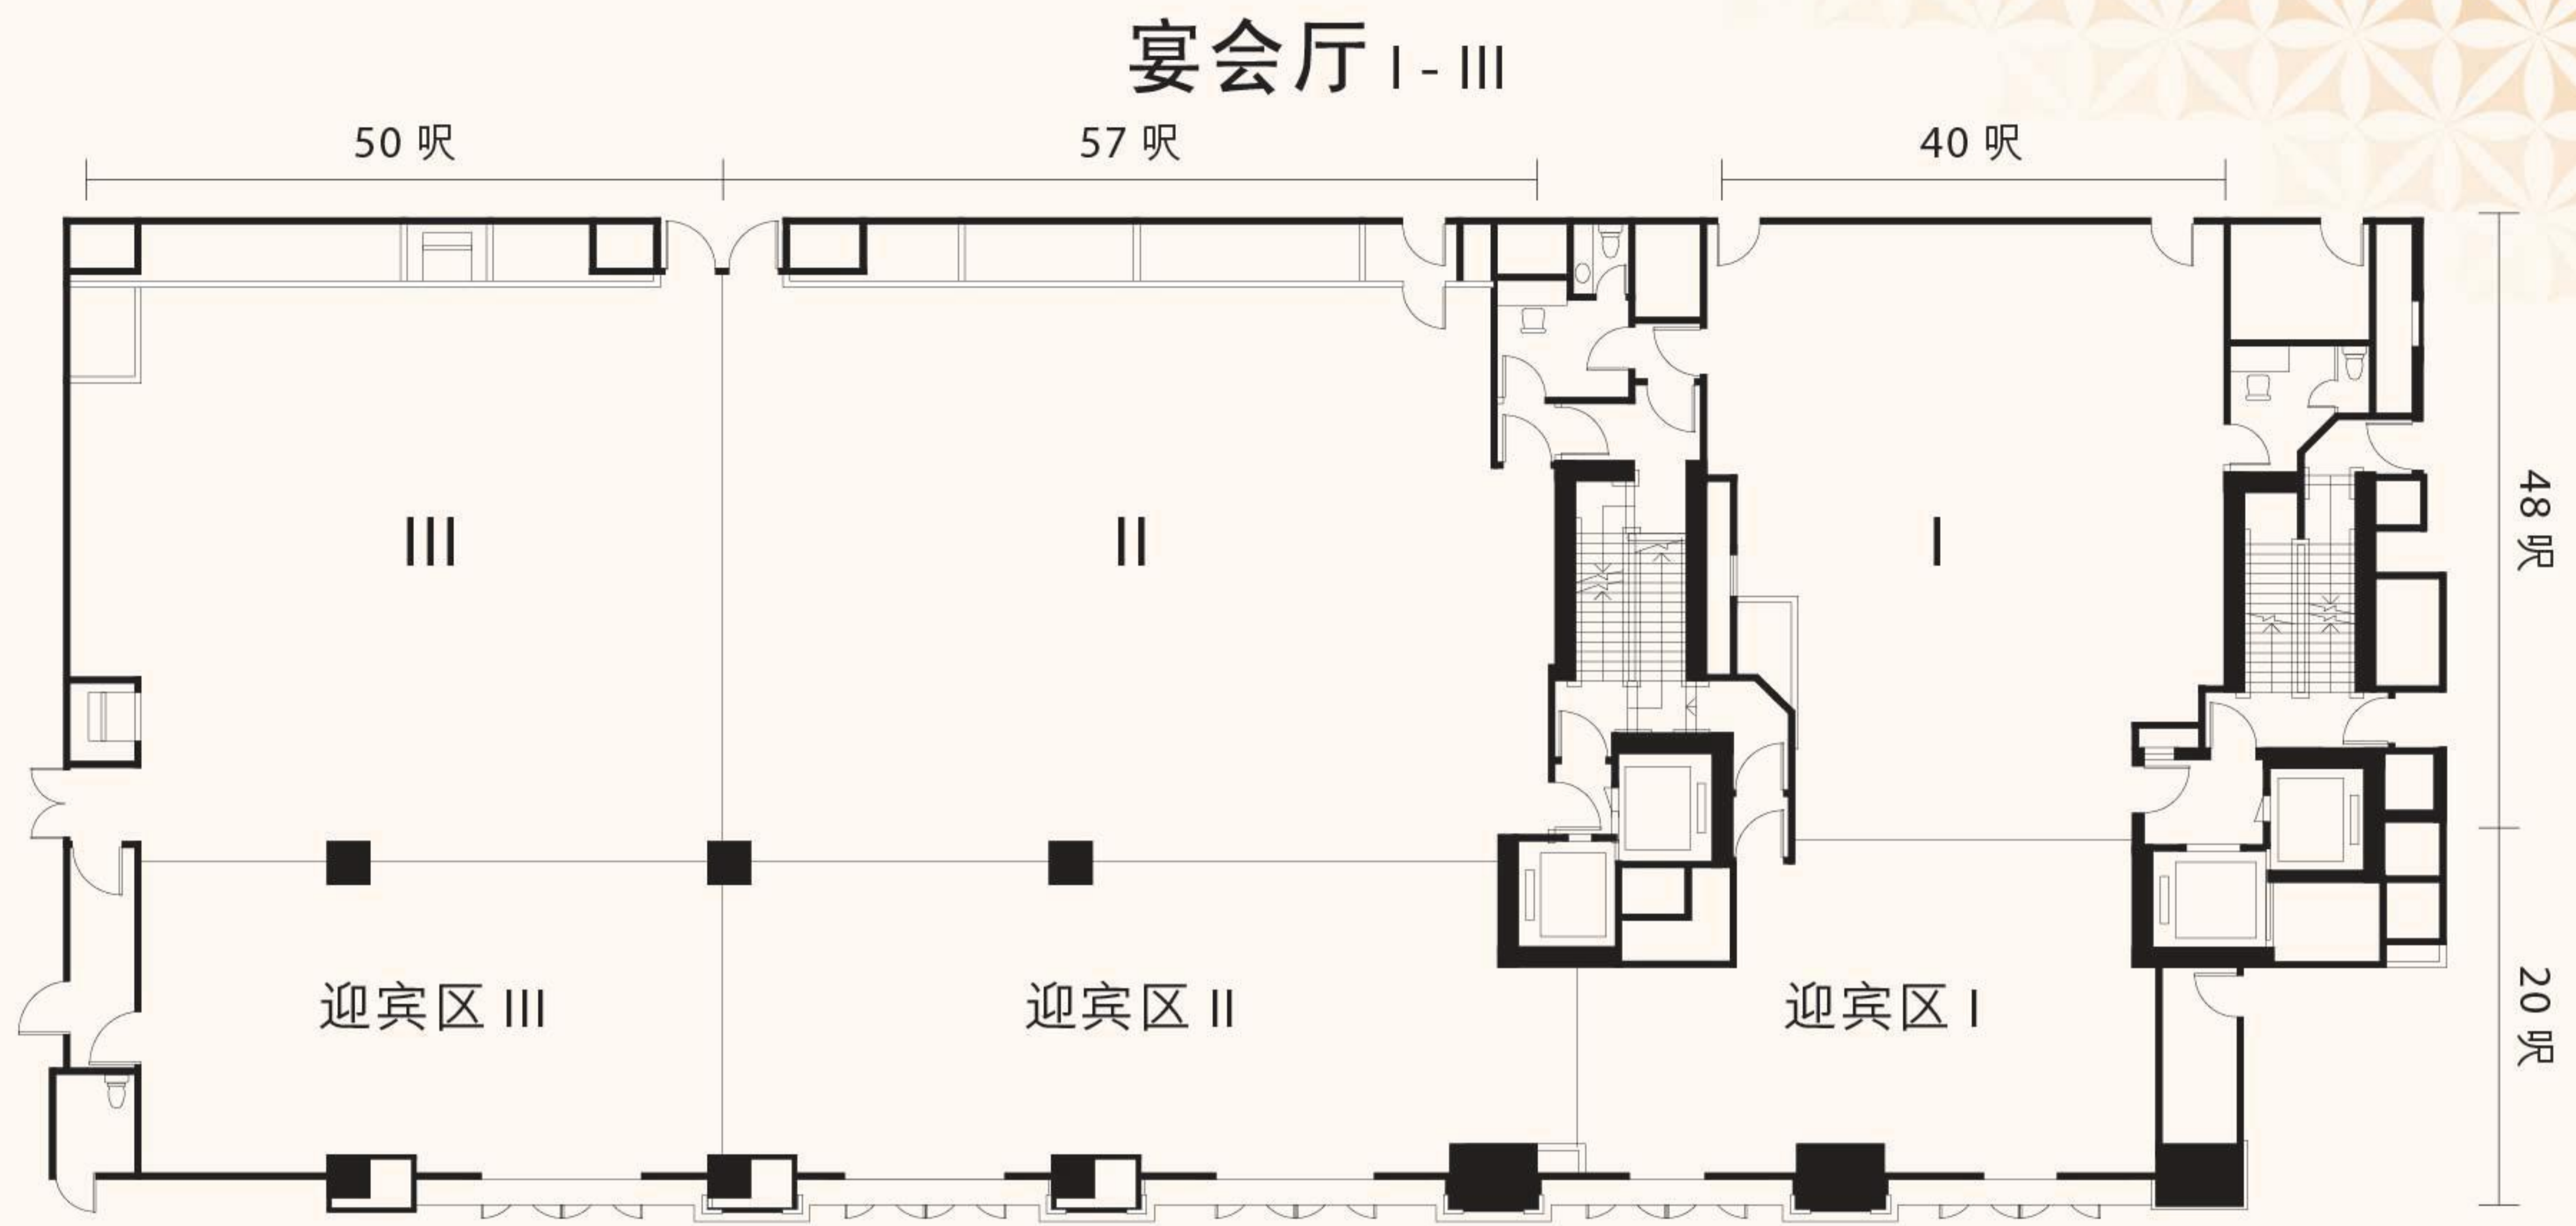 宴会厅 I - III
50 呎
57 呎
40 呎
III
II
I
48 呎
迎宾区 III
迎宾区 II
迎宾区 I
20 呎